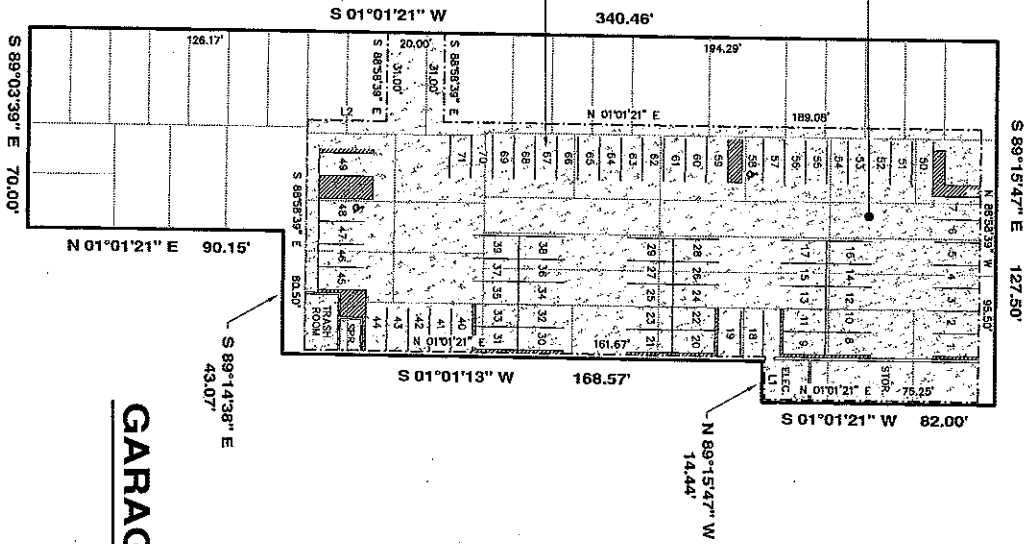 S 01°01'21" W 340.46'
126.17'
20.00'
194.29'
S 88°58'39" E
31.00'
31.00'
S 88°58'39" E
L2
N 01°01'21" E
189.08'
S 89°03'39" E 70.00'
S 89°15'47" E 127.50'
N 88°58'39" W 95.50'
71 70 69 68 67 66 65 64 63 62 61 60 59 58 57 56 55 54 53 52 51 50
49
48
47
46
45
7
6
5
4
3
2
1
39 38
37 36
35 34
33 32
31 30
29 28
27 26
25 24
23 22
21 20
17 16
15 14
13 12
11 10
9 8
44 43 42 41 40
19 18
S 88°58'39" E 60.50'
TRASH ROOM
SPR.
N 01°01'21" E 161.67'
ELEC.
STOR.
L1
N 01°01'21" E 75.25'
N 01°01'21" E 90.15'
S 01°01'13" W 168.57'
S 01°01'21" W 82.00'
S 89°14'38" E
43.07'
N 89°15'47" W
14.44'
GARAG